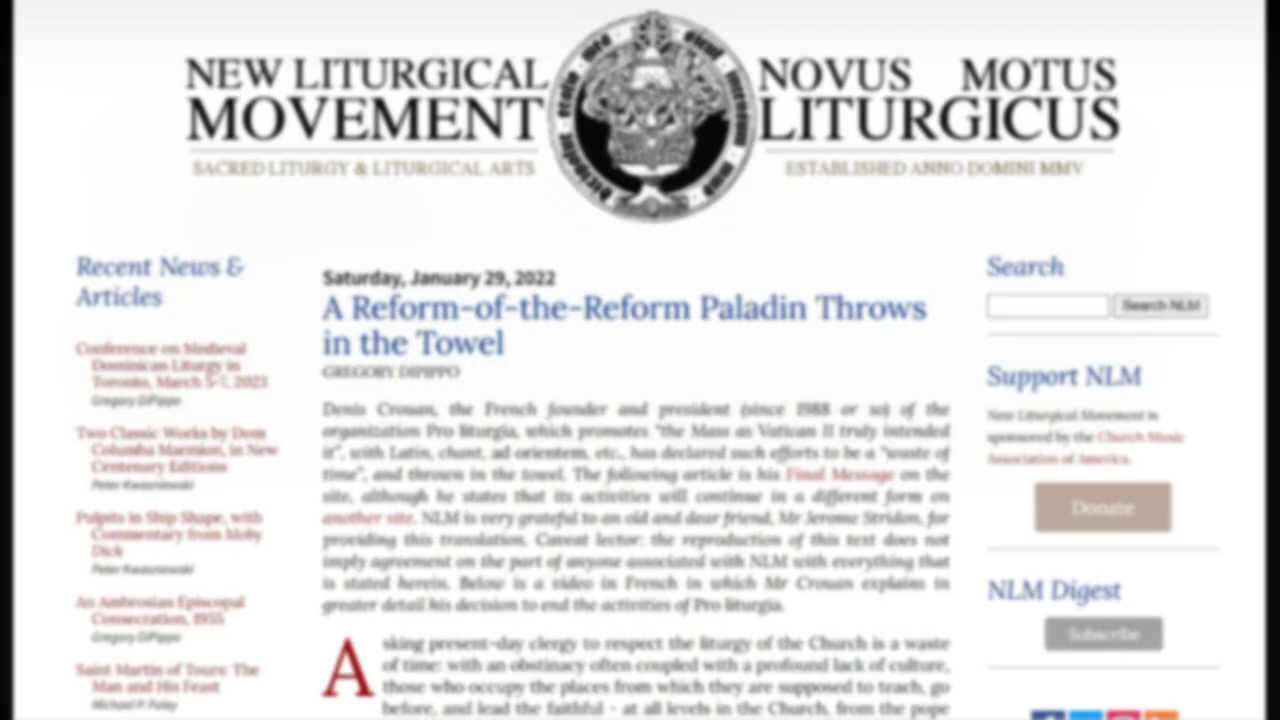 NEW LITURGICAL
MOVEMENT
SACRED LITURGY & LITURGICAL ARTS
NOVUS MOTUS
LITURGICUS
ESTABLISHED ANNO DOMINI MMV
Recent News &
Articles
Conference on Medieval
Dominican Liturgy in
Toronto, March 5-7, 2023
Gregory DiPippo
Two Classic Works by Dom
Columba Marmion, in New
Centenary Editions
Peter Kwasniewski
Pulpits in Ship Shape, with
Commentary from Moby
Dick
Peter Kwasniewski
An Ambrosian Episcopal
Consecration, 1955
Gregory DiPippo
Saint Martin of Tours: The
Man and His Feast
Michael P. Foley
Saturday, January 29, 2022
A Reform-of-the-Reform Paladin Throws
in the Towel
GREGORY DIPIPPO
Denis Crouan, the French founder and president (since 1988 or so) of the
organization Pro liturgia, which promotes "the Mass as Vatican II truly intended
it", with Latin, chant, ad orientem, etc., has declared such efforts to be a "waste of
time", and thrown in the towel. The following article is his Final Message on the
site, although he states that its activities will continue in a different form on
another site. NLM is very grateful to an old and dear friend, Mr Jerome Stridon, for
providing this translation. Caveat lector: the reproduction of this text does not
imply agreement on the part of anyone associated with NLM with everything that
is stated herein. Below is a video in French in which Mr Crouan explains in
greater detail his decision to end the activities of Pro liturgia.
Asking present-day clergy to respect the liturgy of the Church is a waste
of time: with an obstinacy often coupled with a profound lack of culture,
those who occupy the places from which they are supposed to teach, go
before, and lead the faithful – at all levels in the Church, from the pope
Search
Search NLM
Support NLM
New Liturgical Movement is
sponsored by the Church Music
Association of America.
Donate
NLM Digest
Subscribe